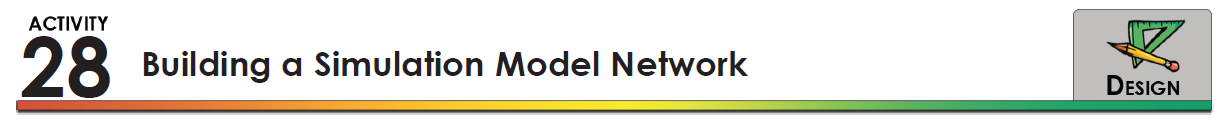 ACTIVITY
28
Building a Simulation Model Network
DESIGN